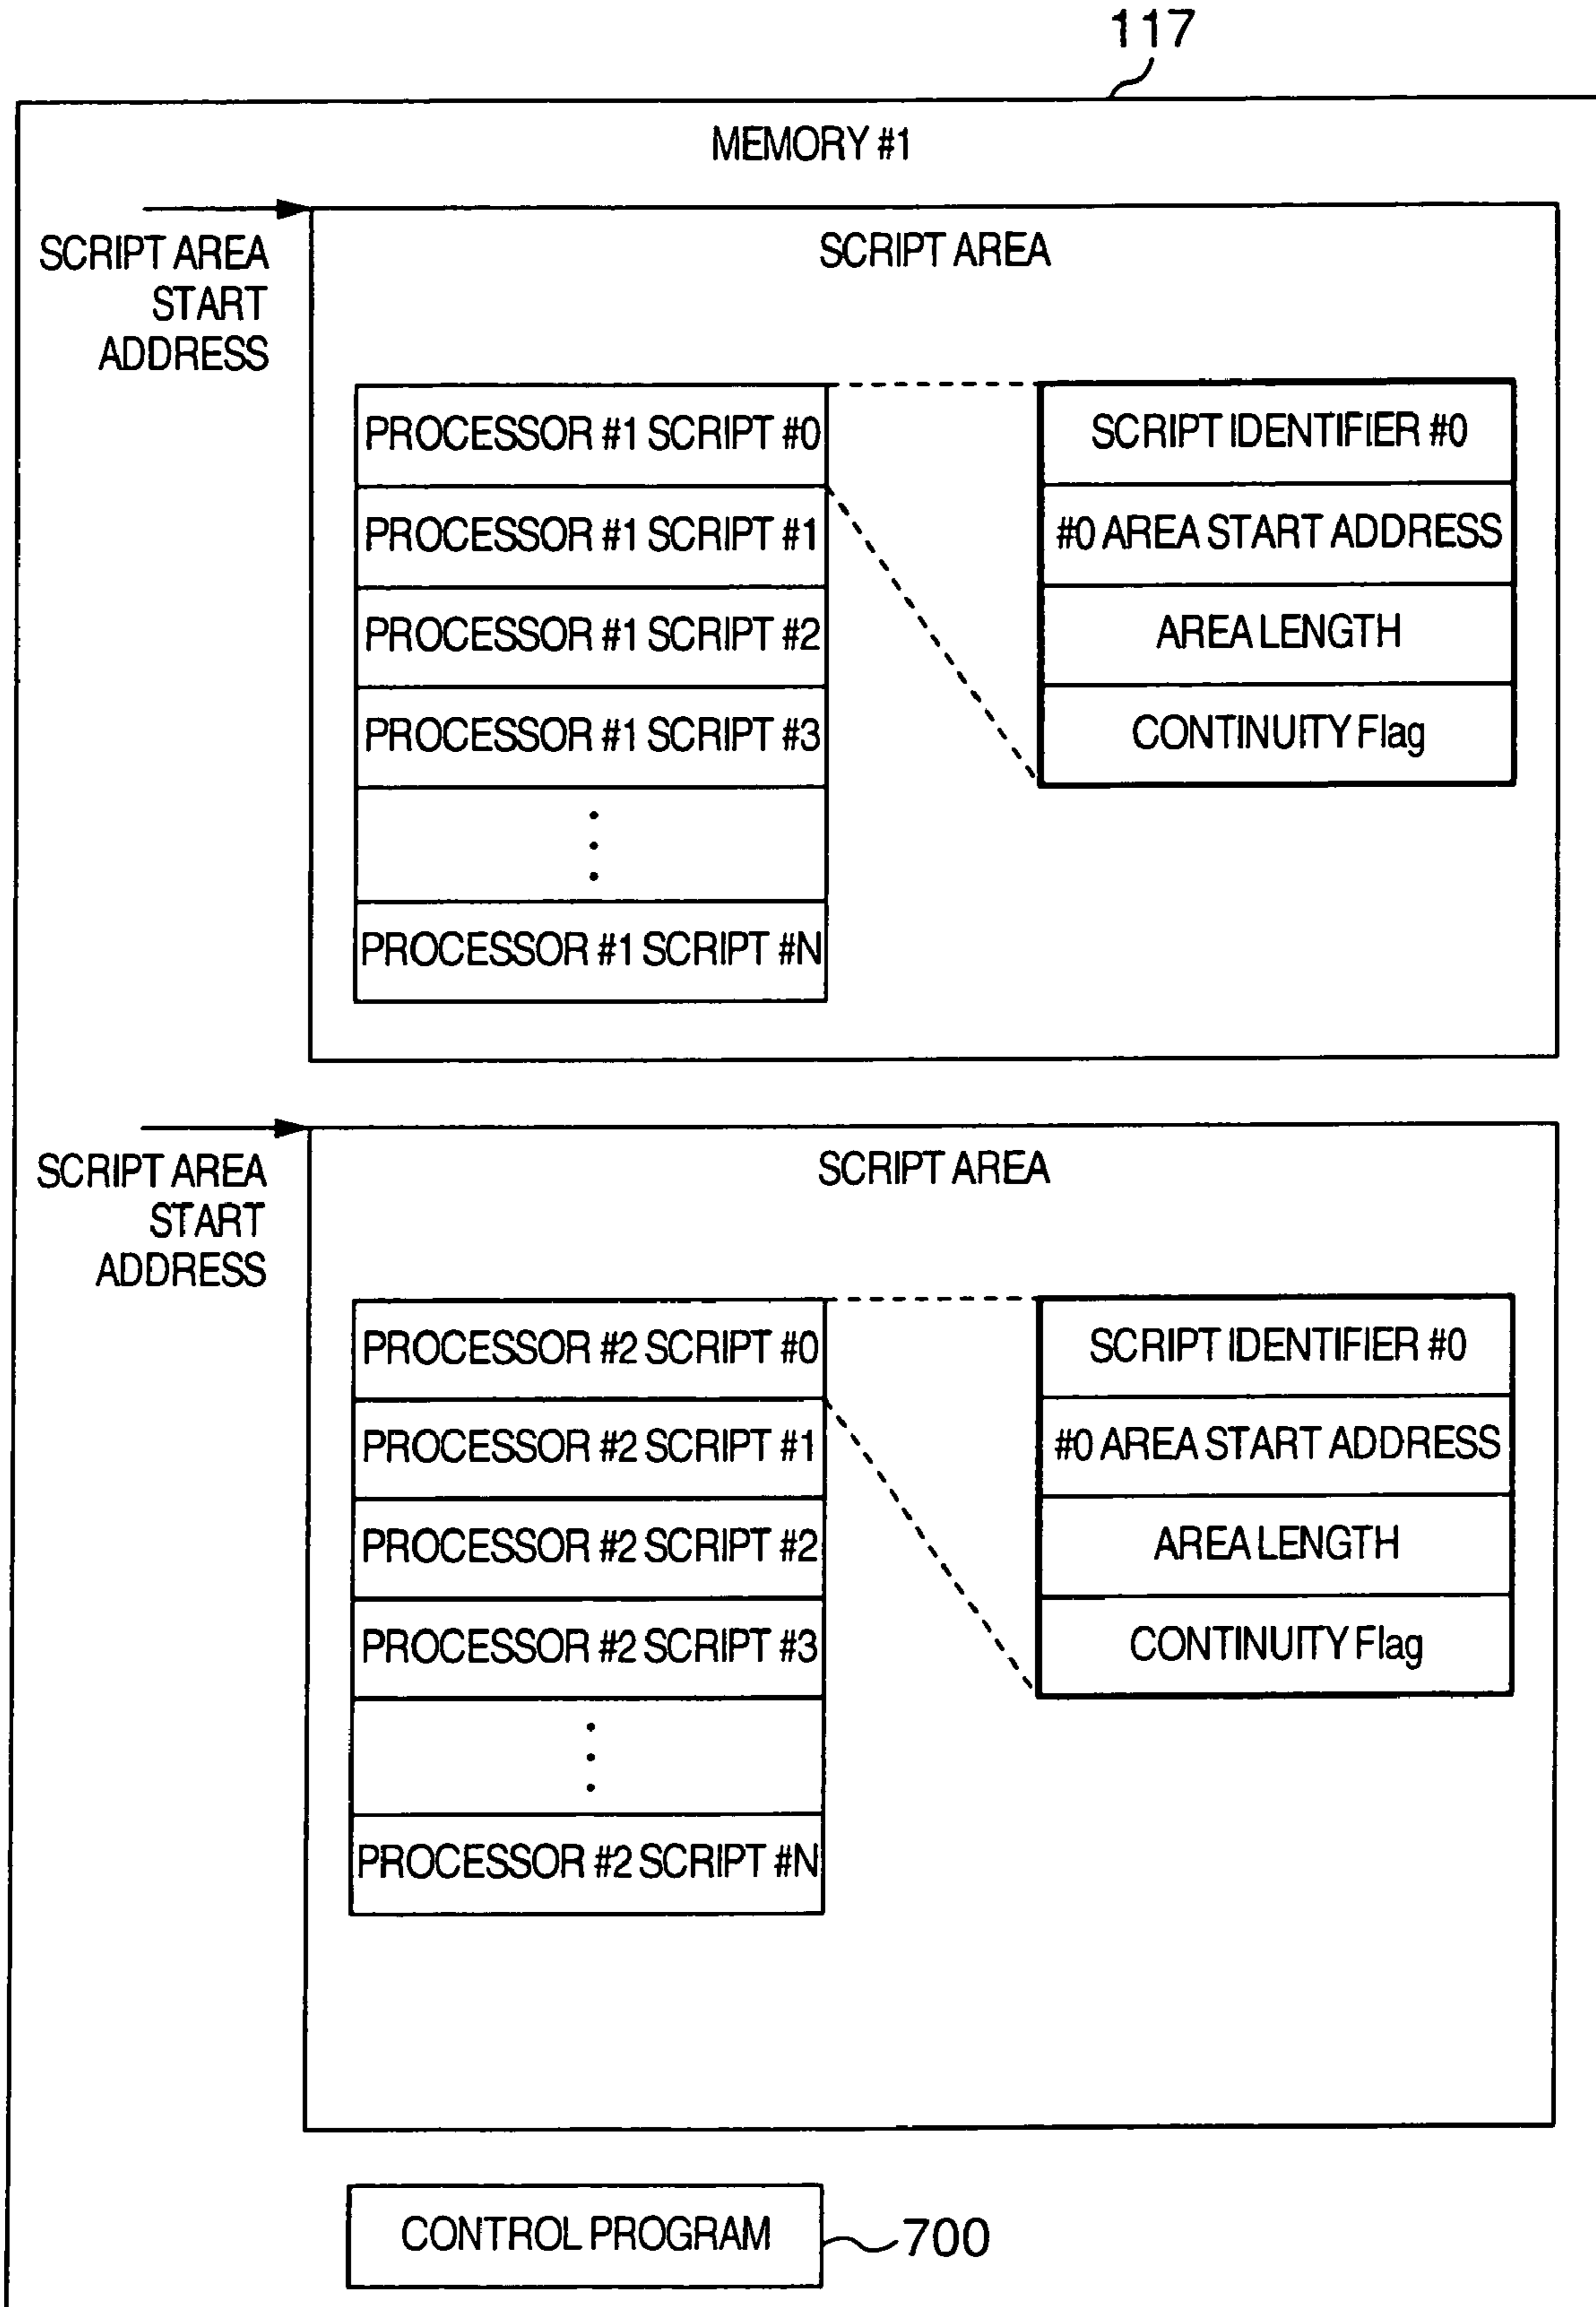 117
MEMORY #1
SCRIPT AREA
START
ADDRESS
SCRIPT AREA
PROCESSOR #1 SCRIPT #0
PROCESSOR #1 SCRIPT #1
PROCESSOR #1 SCRIPT #2
PROCESSOR #1 SCRIPT #3
PROCESSOR #1 SCRIPT #N
SCRIPT IDENTIFIER #0
#0 AREA START ADDRESS
AREA LENGTH
CONTINUITY Flag
SCRIPT AREA
START
ADDRESS
SCRIPT AREA
PROCESSOR #2 SCRIPT #0
PROCESSOR #2 SCRIPT #1
PROCESSOR #2 SCRIPT #2
PROCESSOR #2 SCRIPT #3
PROCESSOR #2 SCRIPT #N
SCRIPT IDENTIFIER #0
#0 AREA START ADDRESS
AREA LENGTH
CONTINUITY Flag
CONTROL PROGRAM
700